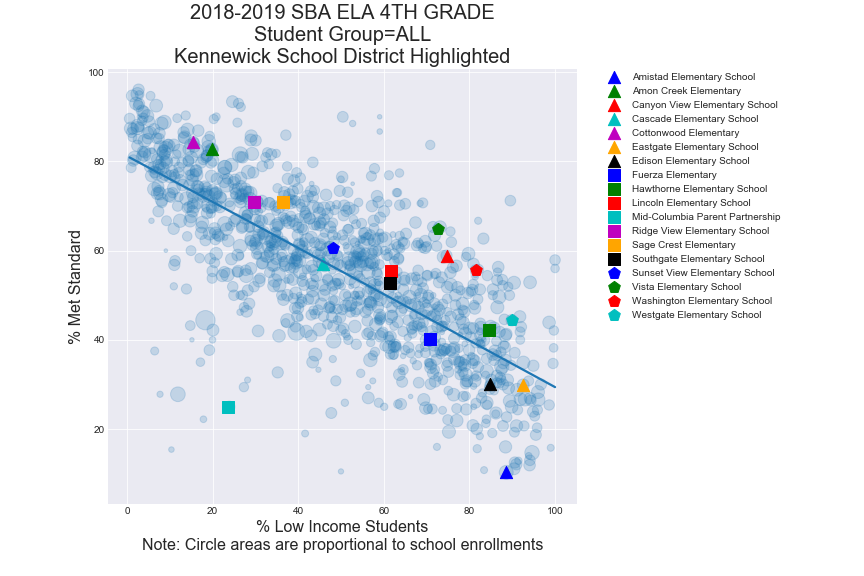 2018-2019 SBA ELA 4TH GRADE
Student Group=ALL
Kennewick School District Highlighted
100
80
60
40
20
% Met Standard
0 20 40 60 80 100
% Low Income Students
Note: Circle areas are proportional to school enrollments
Amistad Elementary School
Amon Creek Elementary
Canyon View Elementary School
Cascade Elementary School
Cottonwood Elementary
Eastgate Elementary School
Edison Elementary School
Fuerza Elementary
Hawthorne Elementary School
Lincoln Elementary School
Mid-Columbia Parent Partnership
Ridge View Elementary School
Sage Crest Elementary
Southgate Elementary School
Sunset View Elementary School
Vista Elementary School
Washington Elementary School
Westgate Elementary School